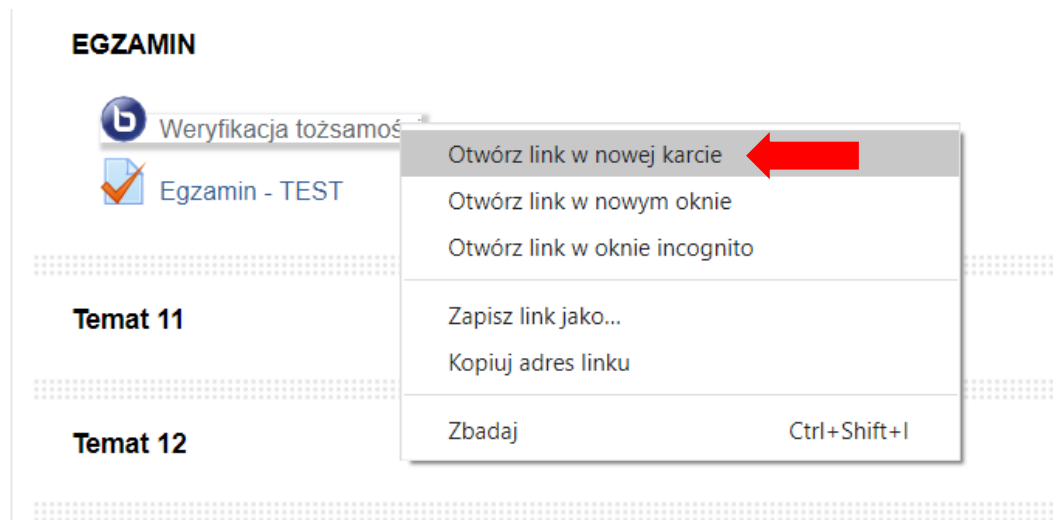 EGZAMIN
b
Weryfikacja tożsamoś
Otwórz link w nowej karcie
Egzamin - TEST
Otwórz link w nowym oknie
Otwórz link w oknie incognito
Temat 11
Zapisz link jako...
Kopiuj adres linku
Temat 12
Zbadaj Ctrl+Shift+I